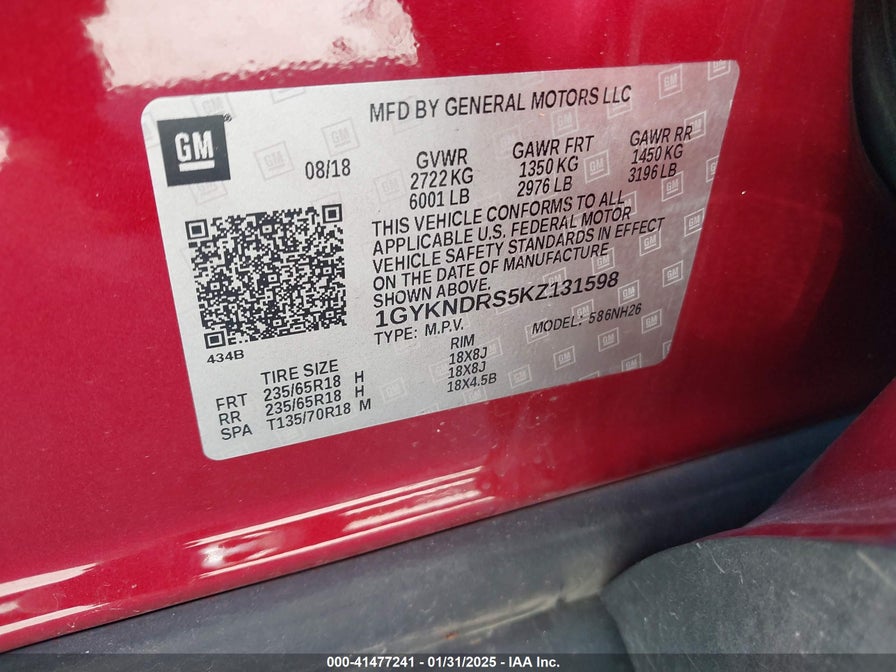 MFD BY GENERAL MOTORS LLC
GM
08/18
GVWR
2722 KG
6001 LB
GAWR FRT
1350 KG
2976 LB
GAWR RR
1450 KG
3196 LB
THIS VEHICLE CONFORMS TO ALL
APPLICABLE U.S. FEDERAL MOTOR
VEHICLE SAFETY STANDARDS IN EFFECT
ON THE DATE OF MANUFACTURE
SHOWN ABOVE.
1GYKNDRS5KZ131598
TYPE: M.P.V.
MODEL: 586NH26
434B
TIRE SIZE RIM
FRT 235/65R18 H 18X8J
RR 235/65R18 H 18X8J
SPA T135/70R18 M 18X4.5B
000-41477241 - 01/31/2025 - IAA Inc.